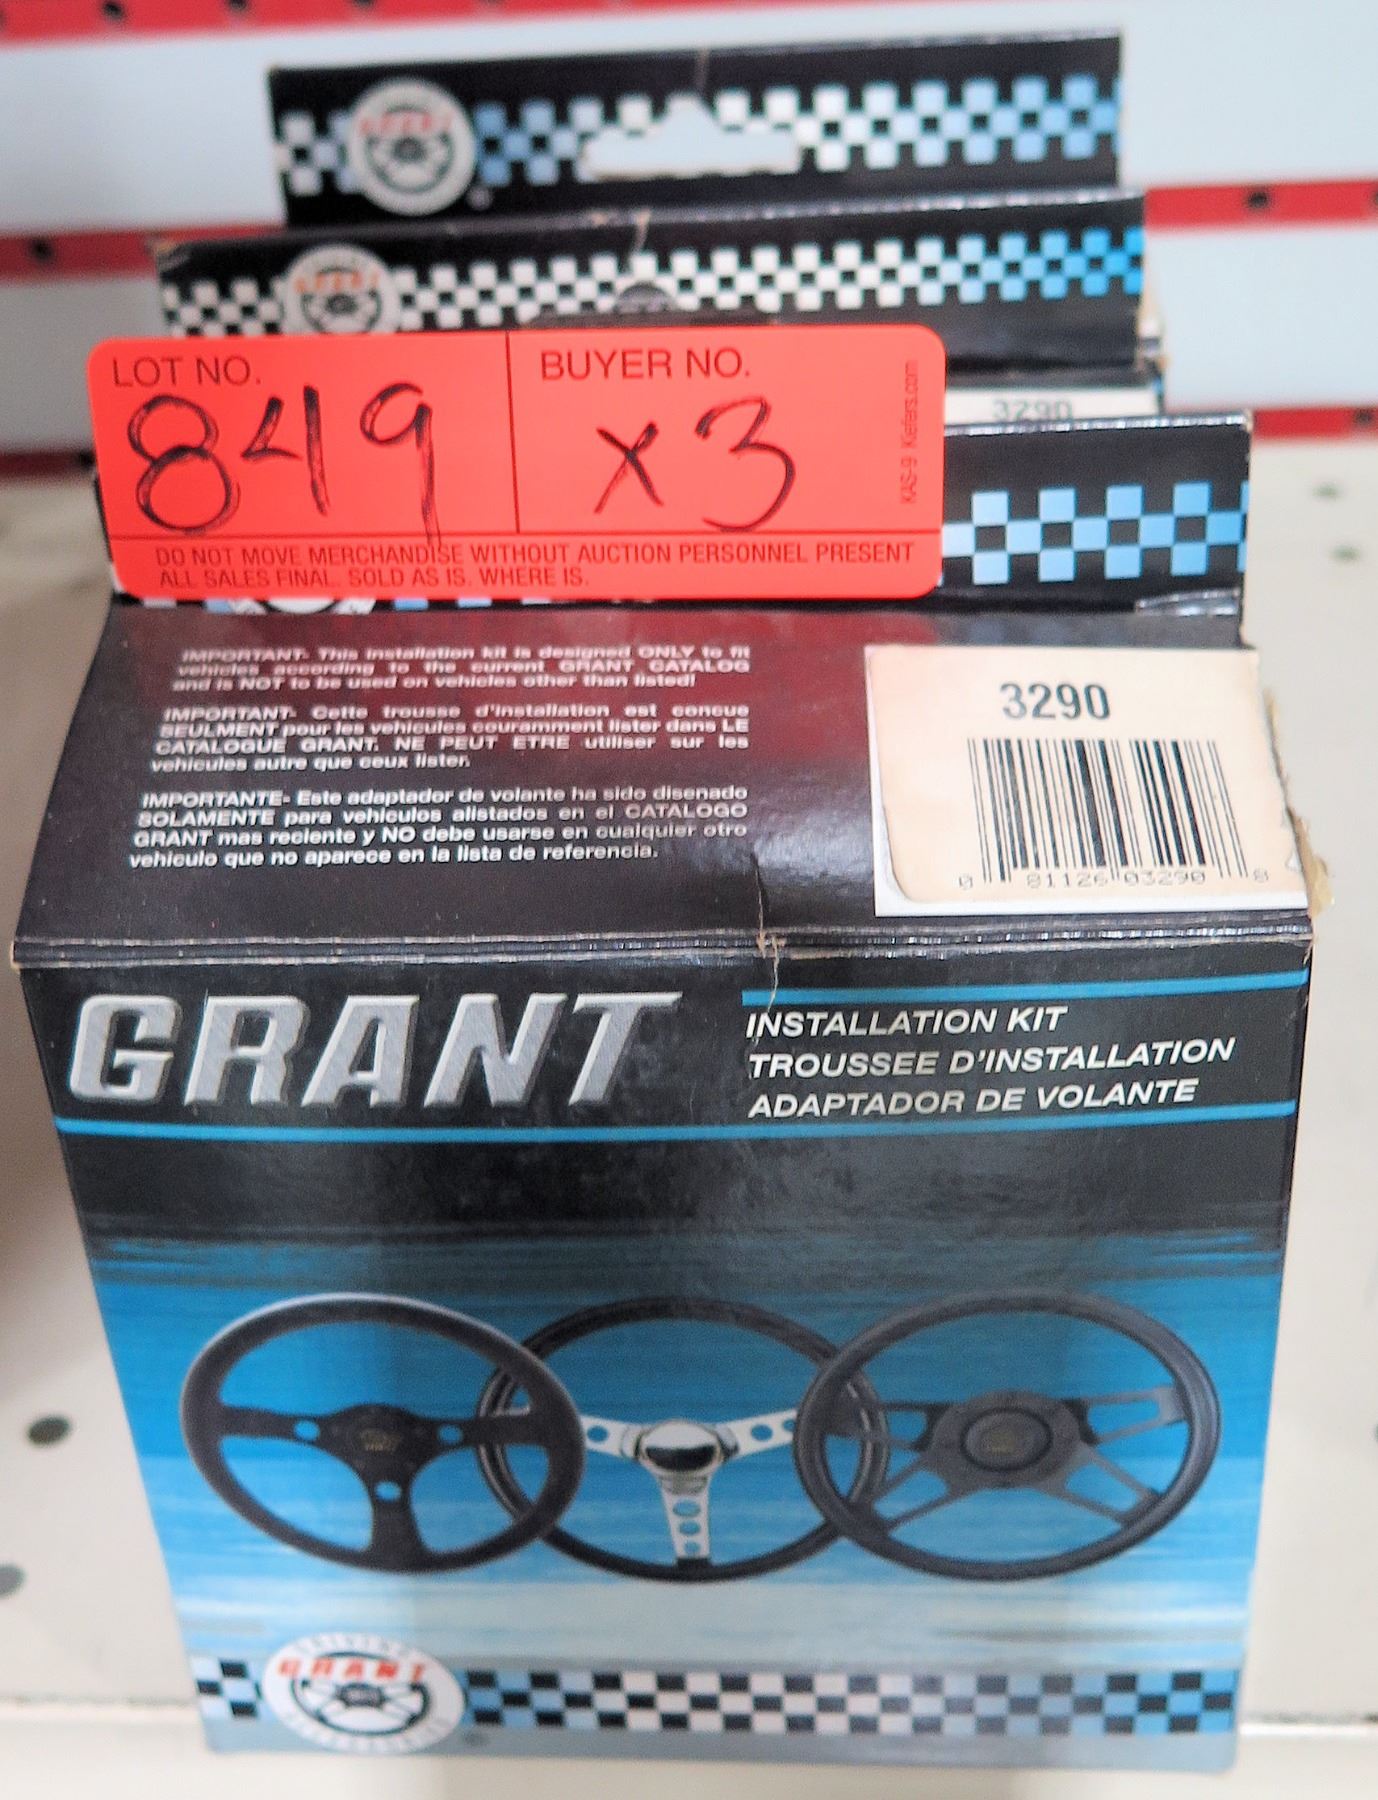 GRANT
GRANT
3290
LOT NO.
849
BUYER NO.
x 3
KAS-9 Kiefers.com
DO NOT MOVE MERCHANDISE WITHOUT AUCTION PERSONNEL PRESENT
ALL SALES FINAL. SOLD AS IS. WHERE IS.
IMPORTANT- This installation kit is designed ONLY to fit
vehicles according to the current GRANT CATALOG
and is NOT to be used on vehicles other than listed!
IMPORTANT- Cette trousse d'installation est concue
SEULMENT pour les vehicules couramment lister dans LE
CATALOGUE GRANT. NE PEUT ETRE utiliser sur les
vehicules autre que ceux lister.
IMPORTANTE- Este adaptador de volante ha sido disenado
SOLAMENTE para vehiculos alistados en el CATALOGO
GRANT mas reciente y NO debe usarse en cualquier otro
vehiculo que no aparece en la lista de referencia.
3290
0 81126 03290 8
GRANT
INSTALLATION KIT
TROUSSEE D'INSTALLATION
ADAPTADOR DE VOLANTE
GRANT